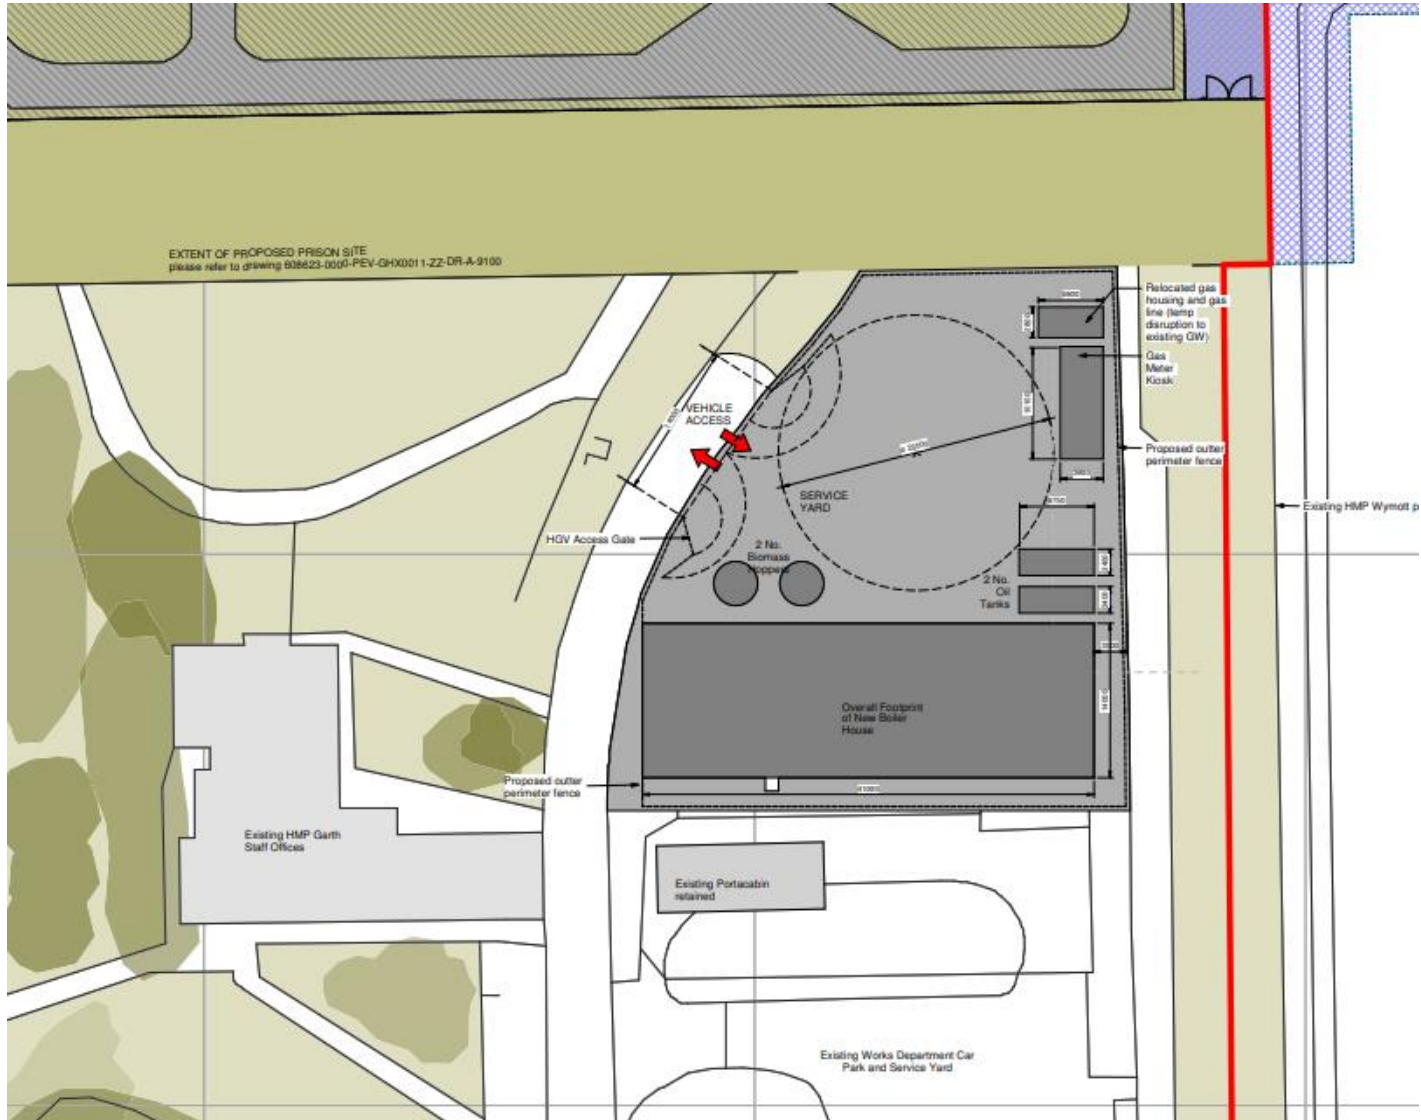 EXTENT OF PROPOSED PRISON SITE
please refer to drawing 608623-0000-PEV-GHX0011-ZZ-DR-A-9100
Relocated gas
housing and gas
line (temp
disruption to
existing GW)
Gas
Meter
Kiosk
VEHICLE
ACCESS
Proposed outter
perimeter fence
SERVICE
YARD
Existing HMP Wymott p
HGV Access Gate
2 No.
Biomass
Hoppers
2 No.
Oil
Tanks
Overall Footprint
of New Boiler
House
Proposed outter
perimeter fence
41000
Existing HMP Garth
Staff Offices
Existing Portacabin
retained
Existing Works Department Car
Park and Service Yard